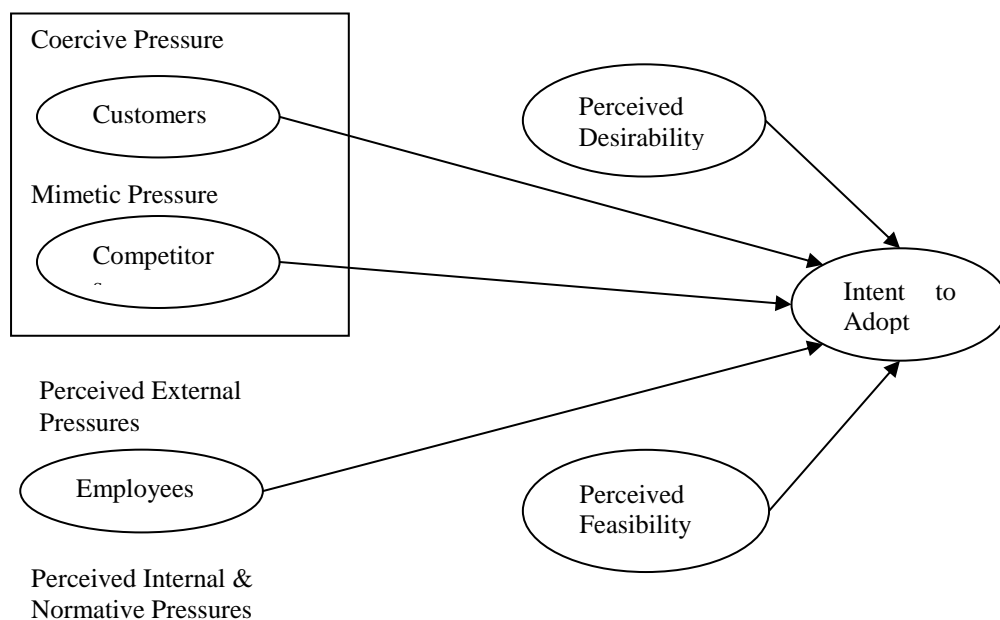 Coercive Pressure
Customers
Mimetic Pressure
Competitor
Perceived External
Pressures
Employees
Perceived Internal &
Normative Pressures
Perceived
Desirability
Perceived
Feasibility
Intent to
Adopt